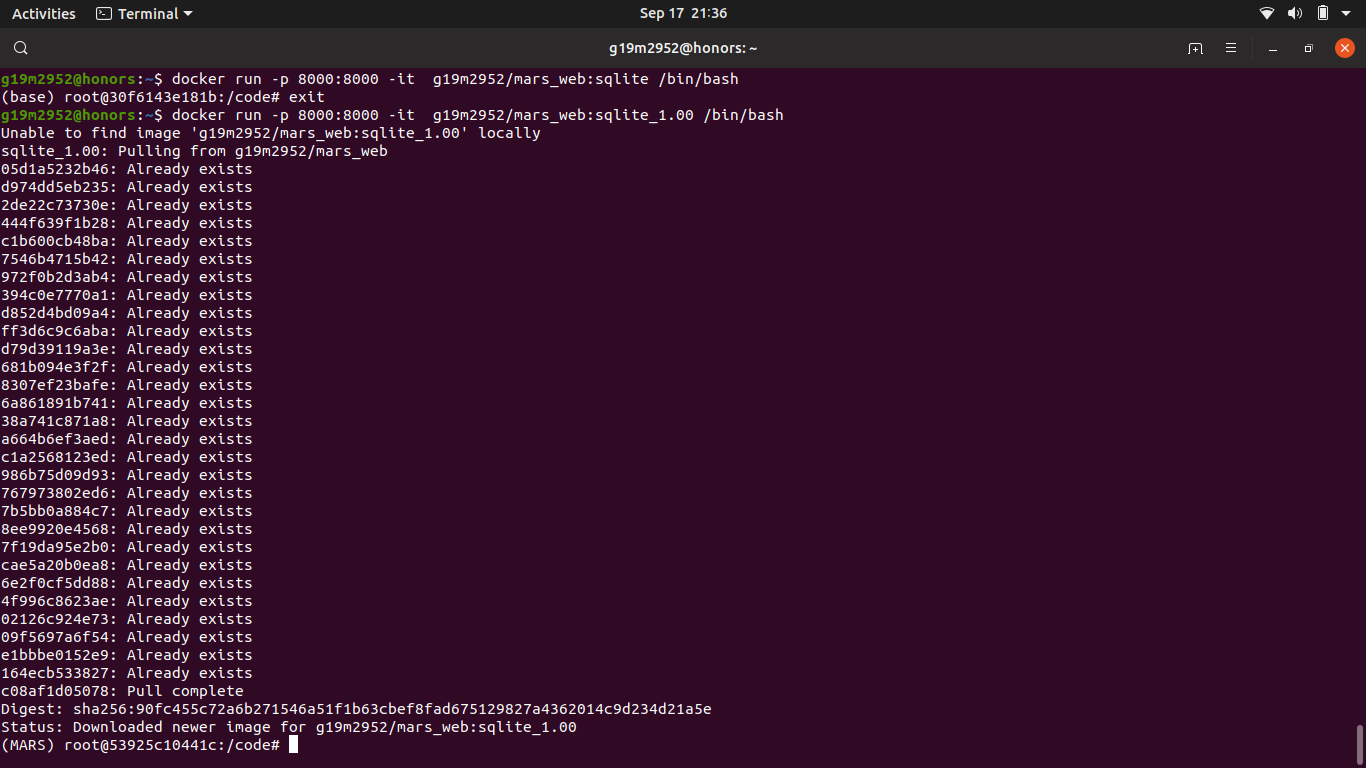 Activities Terminal Sep 17 21:36
g19m2952@honors: ~
g19m2952@honors:~$ docker run -p 8000:8000 -it  g19m2952/mars_web:sqlite /bin/bash
(base) root@30f6143e181b:/code# exit
g19m2952@honors:~$ docker run -p 8000:8000 -it  g19m2952/mars_web:sqlite_1.00 /bin/bash
Unable to find image 'g19m2952/mars_web:sqlite_1.00' locally
sqlite_1.00: Pulling from g19m2952/mars_web
05d1a5232b46: Already exists
d974dd5eb235: Already exists
2de22c73730e: Already exists
444f639f1b28: Already exists
c1b600cb48ba: Already exists
7546b4715b42: Already exists
972f0b2d3ab4: Already exists
394c0e7770a1: Already exists
d852d4bd09a4: Already exists
ff3d6c9c6aba: Already exists
d79d39119a3e: Already exists
681b094e3f2f: Already exists
8307ef23bafe: Already exists
6a861891b741: Already exists
38a741c871a8: Already exists
a664b6ef3aed: Already exists
c1a2568123ed: Already exists
986b75d09d93: Already exists
767973802ed6: Already exists
7b5bb0a884c7: Already exists
8ee9920e4568: Already exists
7f19da95e2b0: Already exists
cae5a20b0ea8: Already exists
6e2f0cf5dd88: Already exists
4f996c8623ae: Already exists
02126c924e73: Already exists
09f5697a6f54: Already exists
e1bbbe0152e9: Already exists
164ecb533827: Already exists
c08af1d05078: Pull complete
Digest: sha256:90fc455c72a6b271546a51f1b63cbef8fad675129827a4362014c9d234d21a5e
Status: Downloaded newer image for g19m2952/mars_web:sqlite_1.00
(MARS) root@53925c10441c:/code#